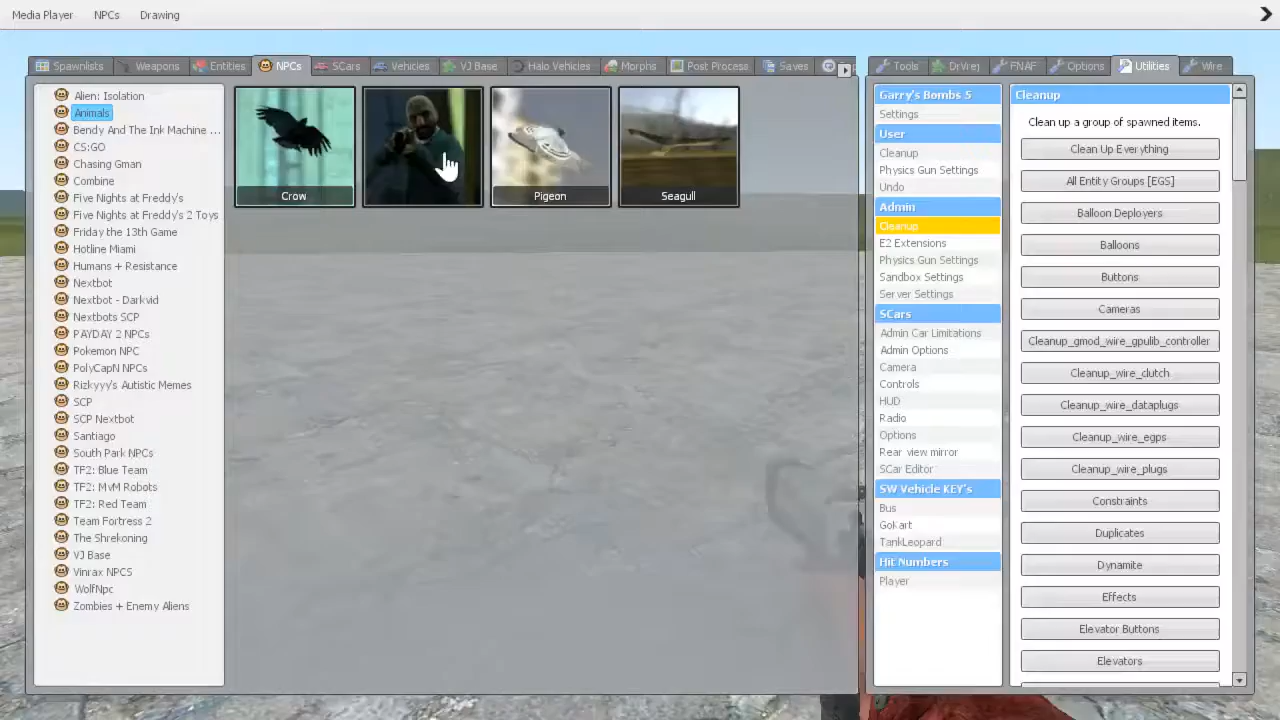 Media Player NPCs Drawing
Spawnlists Weapons Entities NPCs SCars Vehicles VJ Base Halo Vehicles Morphs Post Process Saves
Alien: Isolation
Animals
Bendy And The Ink Machine ...
CS:GO
Chasing Gman
Combine
Five Nights at Freddy's
Five Nights at Freddy's 2 Toys
Friday the 13th Game
Hotline Miami
Humans + Resistance
Nextbot
Nextbot - Darkvid
Nextbots SCP
PAYDAY 2 NPCs
Pokemon NPC
PolyCapN NPCs
Rizkyyy's Autistic Memes
SCP
SCP Nextbot
Santiago
South Park NPCs
TF2: Blue Team
TF2: MvM Robots
TF2: Red Team
Team Fortress 2
The Shrekoning
VJ Base
Vinrax NPCS
WolfNpc
Zombies + Enemy Aliens
Crow
Pigeon
Seagull
Tools DrVrej FNAF Options Utilities Wire
Garry's Bombs 5
Settings
User
Cleanup
Physics Gun Settings
Undo
Admin
Cleanup
E2 Extensions
Physics Gun Settings
Sandbox Settings
Server Settings
SCars
Admin Car Limitations
Admin Options
Camera
Controls
HUD
Radio
Options
Rear view mirror
SCar Editor
SW Vehicle KEY's
Bus
Gokart
TankLeopard
Hit Numbers
Player
Cleanup
Clean up a group of spawned items.
Clean Up Everything
All Entity Groups [EGS]
Balloon Deployers
Balloons
Buttons
Cameras
Cleanup_gmod_wire_gpulib_controller
Cleanup_wire_clutch
Cleanup_wire_dataplugs
Cleanup_wire_egps
Cleanup_wire_plugs
Constraints
Duplicates
Dynamite
Effects
Elevator Buttons
Elevators